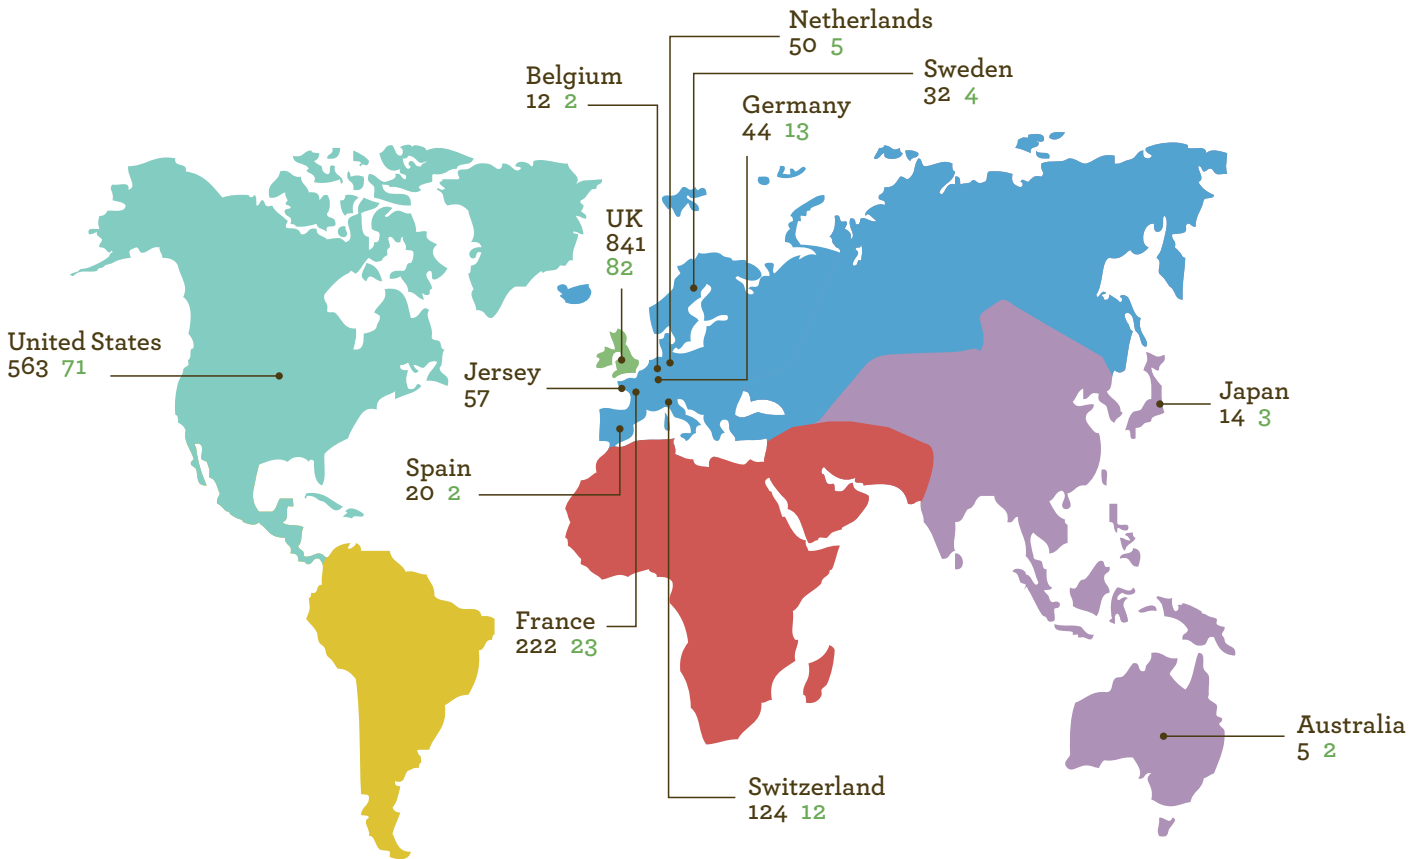 Netherlands
50 5
Sweden
32 4
Belgium
12 2
Germany
44 13
UK
841
82
United States
563 71
Jersey
57
Japan
14 3
Spain
20 2
France
222 23
Australia
5 2
Switzerland
124 12